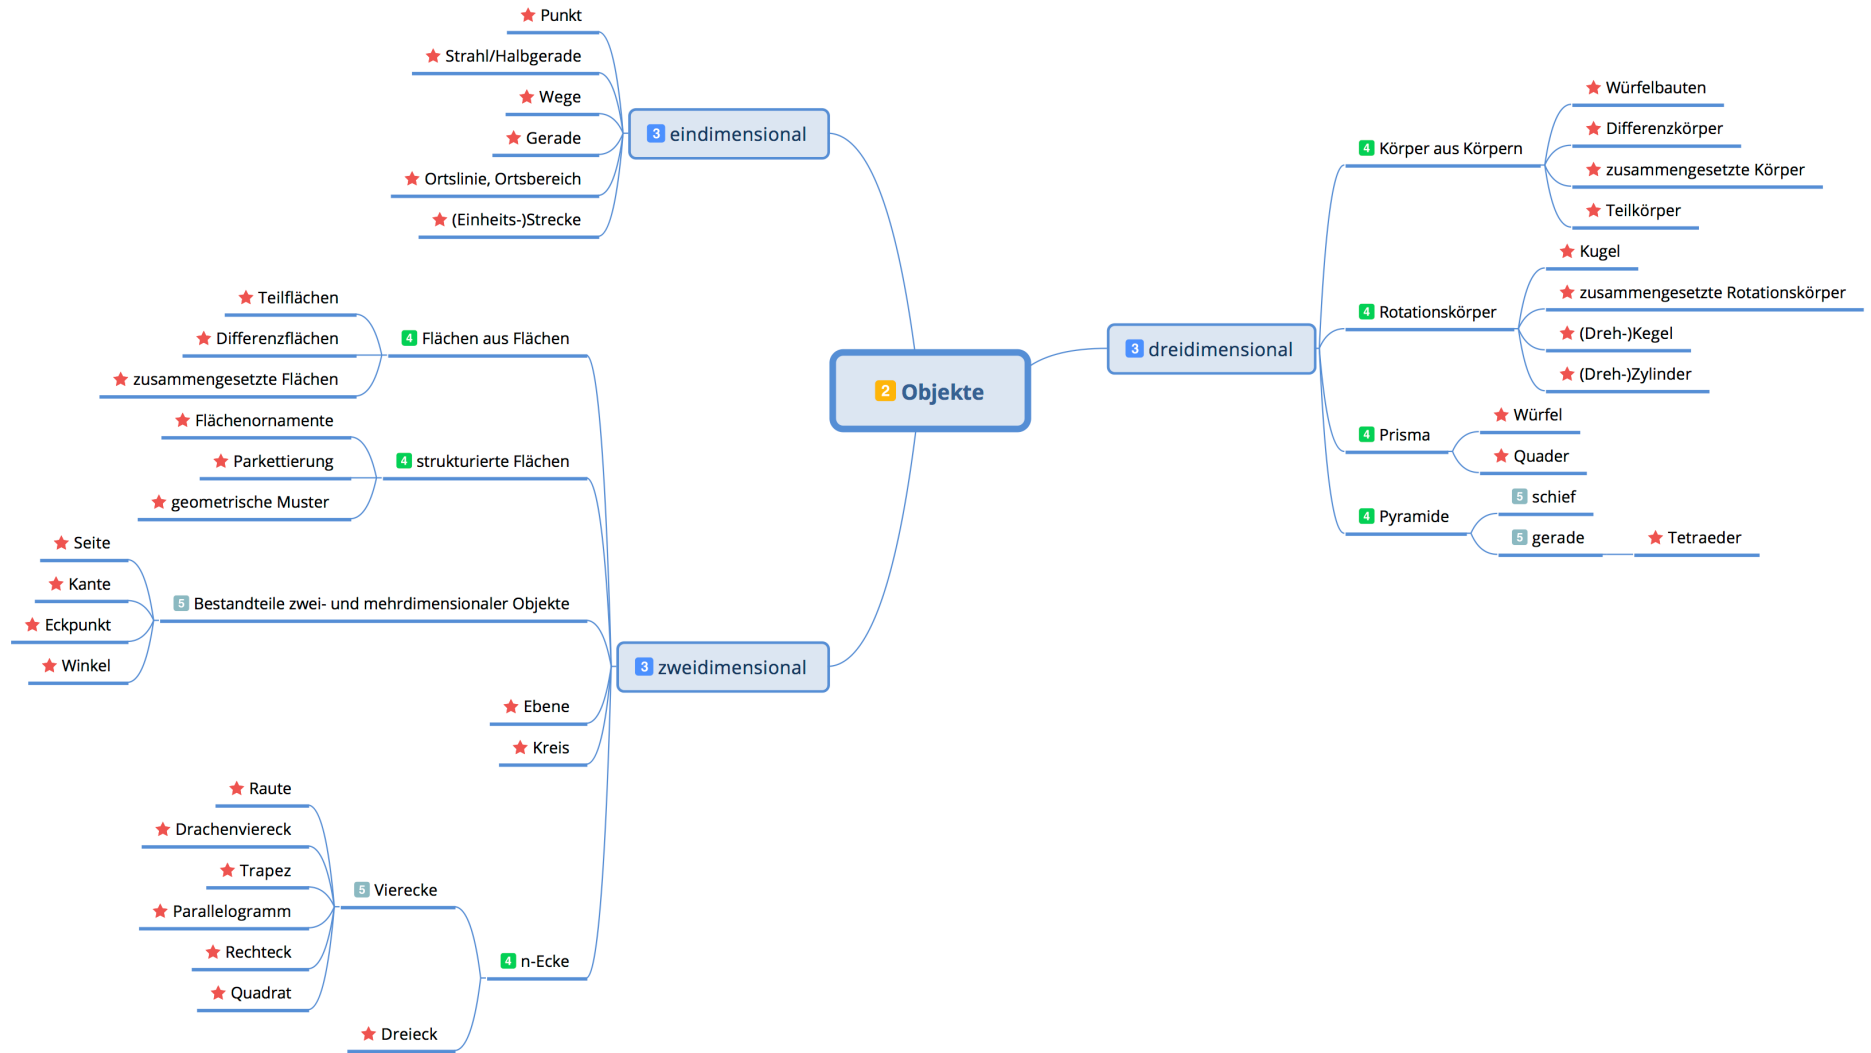 2 Objekte
3 eindimensional
Punkt
Strahl/Halbgerade
Wege
Gerade
Ortslinie, Ortsbereich
(Einheits-)Strecke
3 zweidimensional
4 Flächen aus Flächen
Teilflächen
Differenzflächen
zusammengesetzte Flächen
4 strukturierte Flächen
Flächenornamente
Parkettierung
geometrische Muster
5 Bestandteile zwei- und mehrdimensionaler Objekte
Seite
Kante
Eckpunkt
Winkel
Ebene
Kreis
4 n-Ecke
5 Vierecke
Raute
Drachenviereck
Trapez
Parallelogramm
Rechteck
Quadrat
Dreieck
3 dreidimensional
4 Körper aus Körpern
Würfelbauten
Differenzkörper
zusammengesetzte Körper
Teilkörper
4 Rotationskörper
Kugel
zusammengesetzte Rotationskörper
(Dreh-)Kegel
(Dreh-)Zylinder
4 Prisma
Würfel
Quader
4 Pyramide
5 schief
5 gerade
Tetraeder